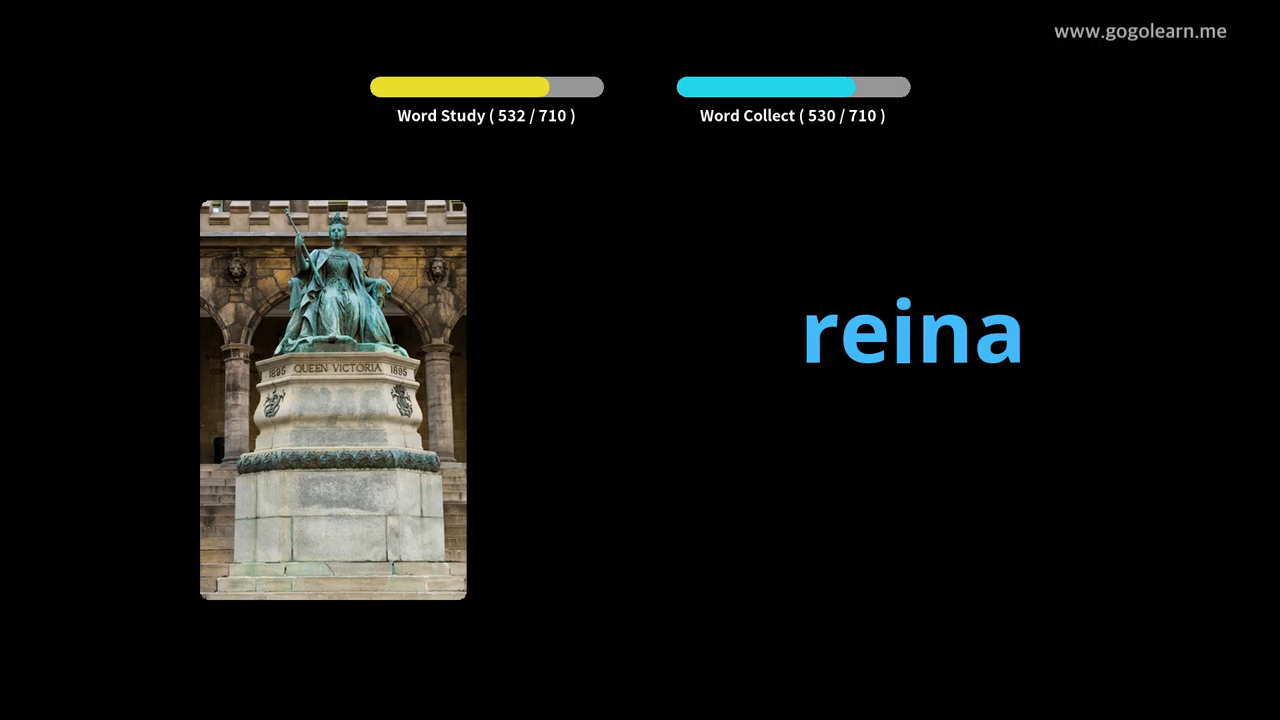 www.gogolearn.me
Word Study ( 532 / 710 )
Word Collect ( 530 / 710 )
reina
1895 QUEEN VICTORIA 1895